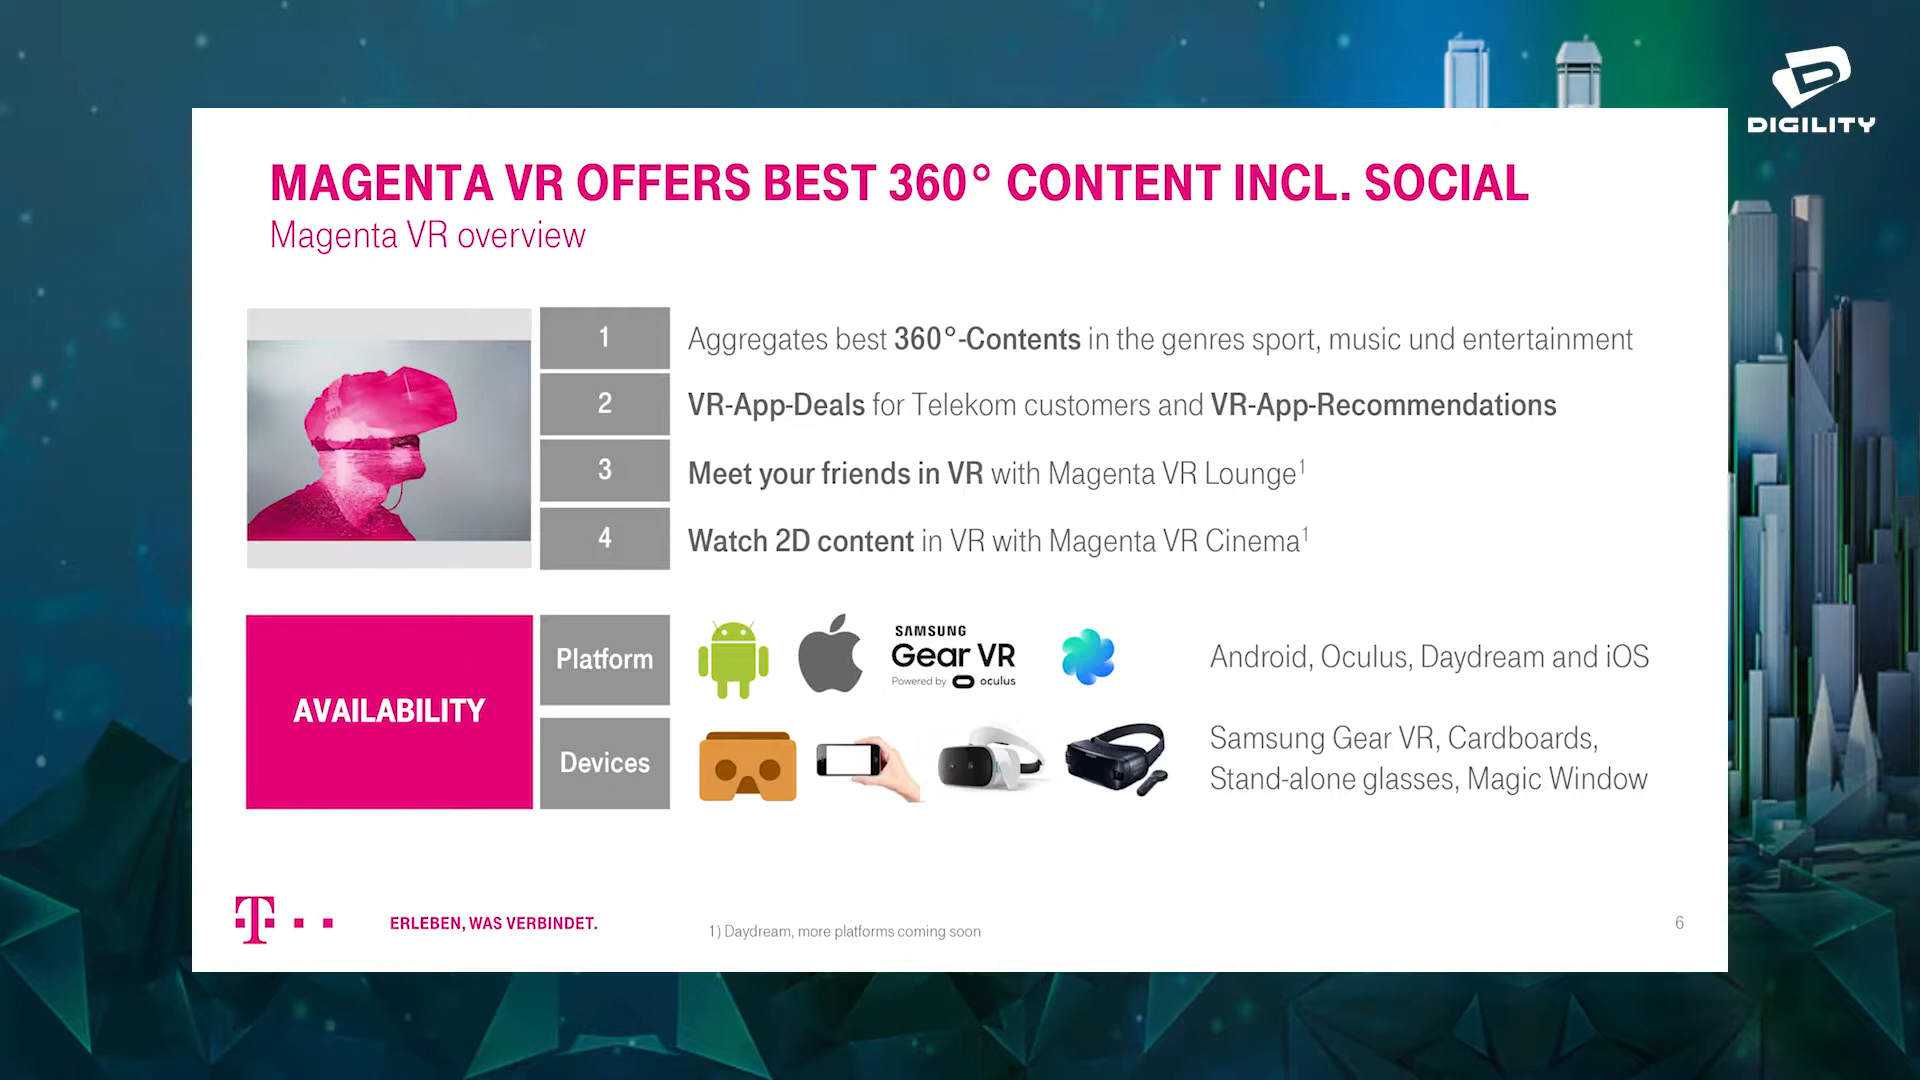 DIGILITY
MAGENTA VR OFFERS BEST 360° CONTENT INCL. SOCIAL
Magenta VR overview
1
Aggregates best 360°-Contents in the genres sport, music und entertainment
2
VR-App-Deals for Telekom customers and VR-App-Recommendations
3
Meet your friends in VR with Magenta VR Lounge¹
4
Watch 2D content in VR with Magenta VR Cinema¹
AVAILABILITY
Platform
SAMSUNG
Gear VR
Powered by oculus
Android, Oculus, Daydream and iOS
Devices
Samsung Gear VR, Cardboards,
Stand-alone glasses, Magic Window
T
ERLEBEN, WAS VERBINDET.
1) Daydream, more platforms coming soon
6